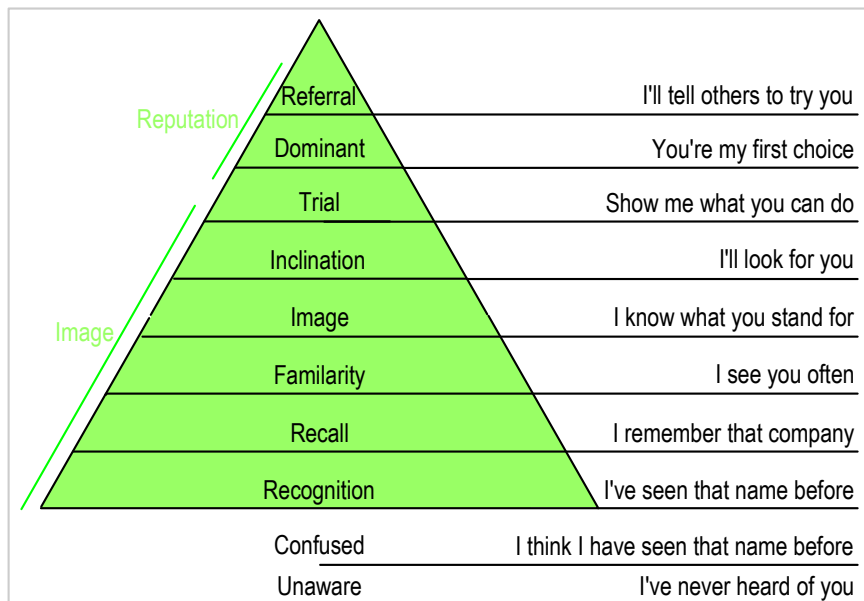 Referral I'll tell others to try you
Reputation
Dominant You're my first choice
Trial Show me what you can do
Inclination I'll look for you
Image I know what you stand for
Image
Familarity I see you often
Recall I remember that company
Recognition I've seen that name before
Confused I think I have seen that name before
Unaware I've never heard of you